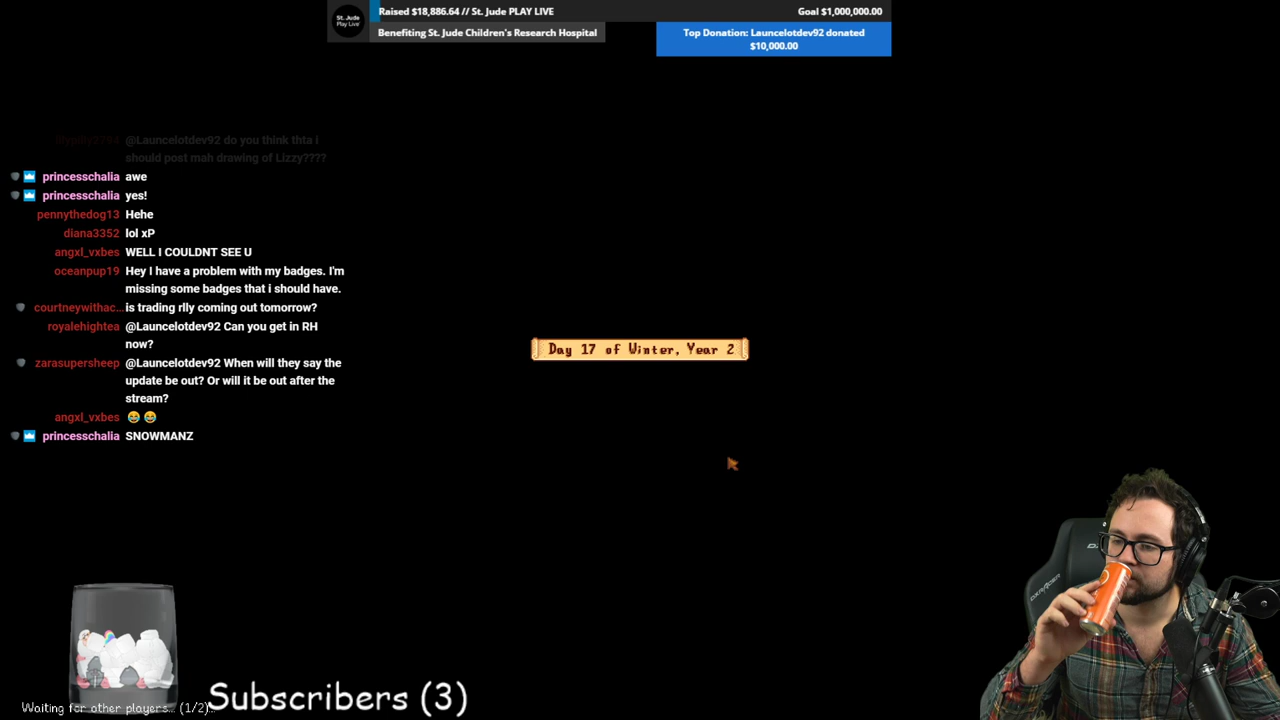 St. Jude
PLAY LIVE
Raised $18,886.64 // St. Jude PLAY LIVE
Goal $1,000,000.00
Benefiting St. Jude Children's Research Hospital
Top Donation: Launcelotdev92 donated
$10,000.00
@Launcelotdev92 do you think thta I
should post mah drawing of Lizzy????
princesschalia awe
princesschalia yes!
pennythedog13 Hehe
diana3352 lol xP
angxl_vxbes WELL I COULDNT SEE U
oceanpup19 Hey I have a problem with my badges. I'm
missing some badges that i should have.
courtneywithac... is trading rlly coming out tomorrow?
royalehightea @Launcelotdev92 Can you get in RH
now?
zarasupersheep @Launcelotdev92 When will they say the
update be out? Or will it be out after the
stream?
angxl_vxbes 😂 😂
princesschalia SNOWMANZ
Day 17 of Winter, Year 2
Subscribers (3)
Waiting for other players... (1/2)